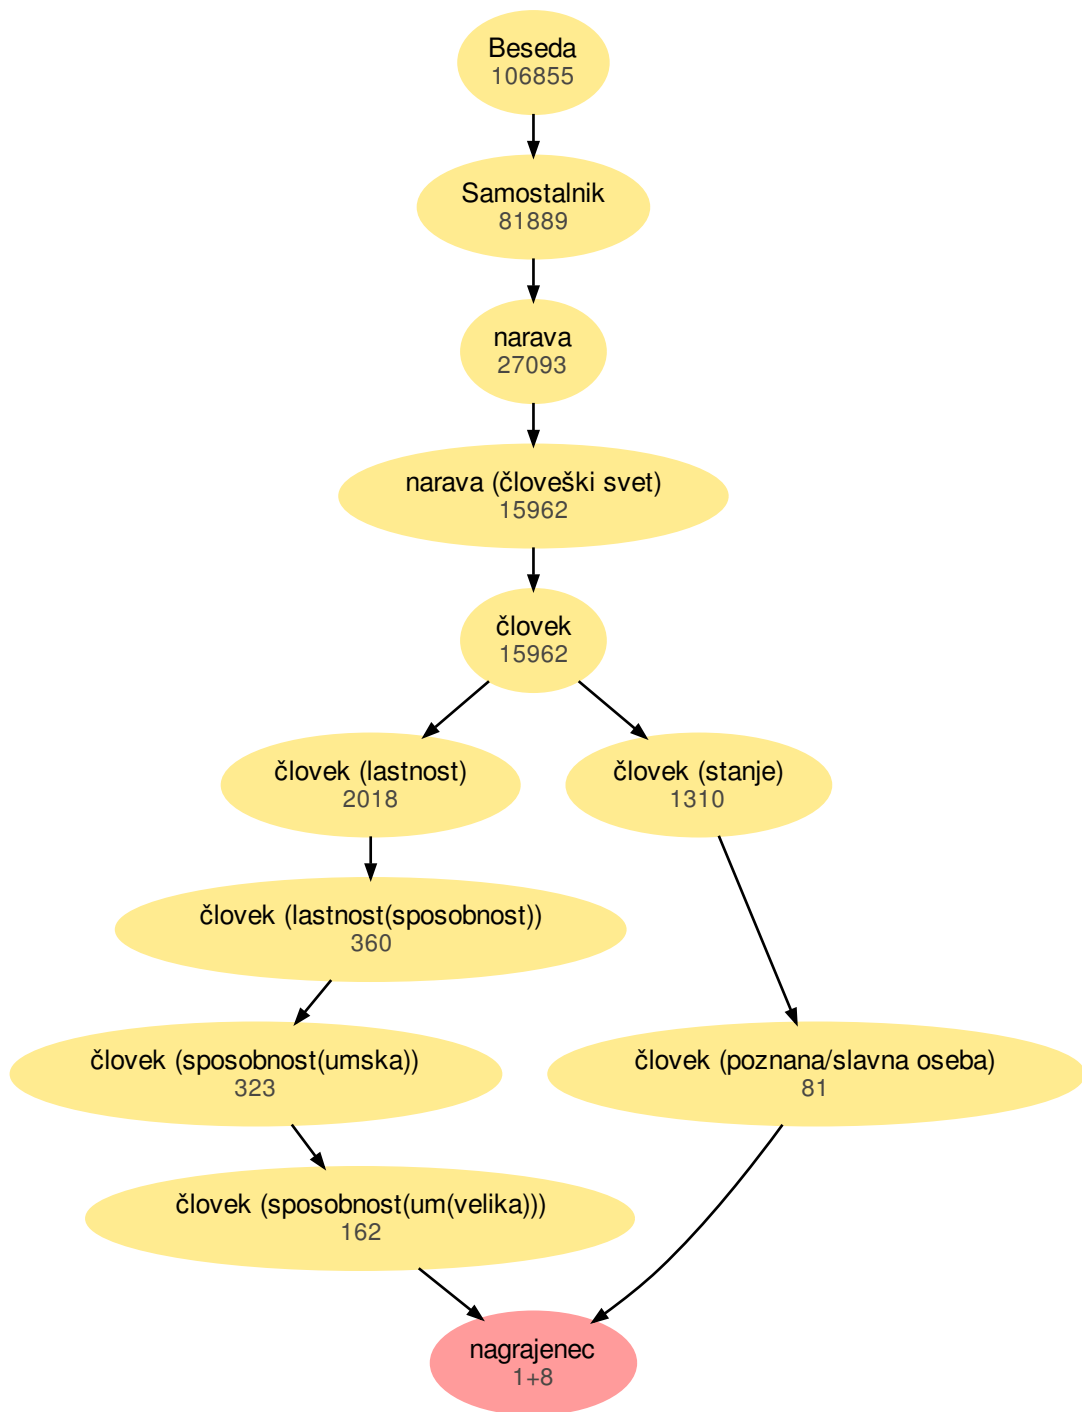 Beseda
106855
Samostalnik
81889
narava
27093
narava (človeški svet)
15962
človek
15962
človek (lastnost)
2018
človek (stanje)
1310
človek (lastnost(sposobnost))
360
človek (sposobnost(umska))
323
človek (poznana/slavna oseba)
81
človek (sposobnost(um(velika)))
162
nagrajenec
1+8